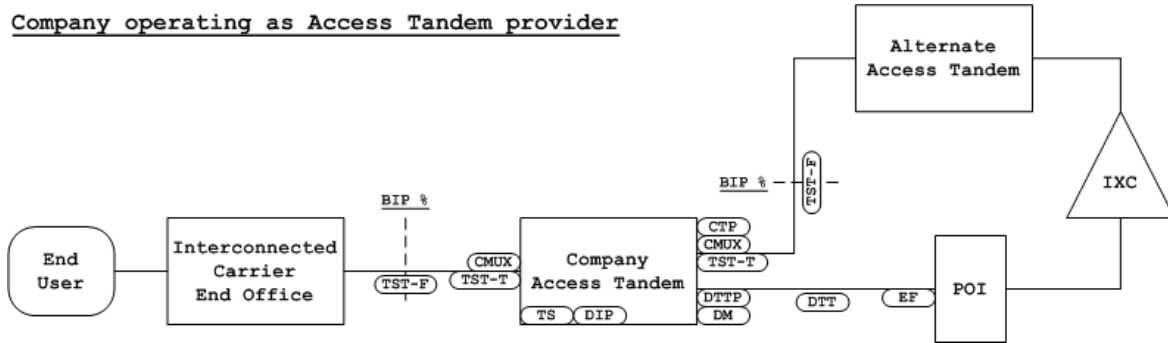 Company operating as Access Tandem provider
Alternate
Access Tandem
TST-F
BIP %
IXC
BIP %
CTP
CMUX
TST-T
End
User
Interconnected
Carrier
End Office
TST-F
CMUX
TST-T
Company
Access Tandem
TS
DIP
DTTP
DM
DTT
EF
POI